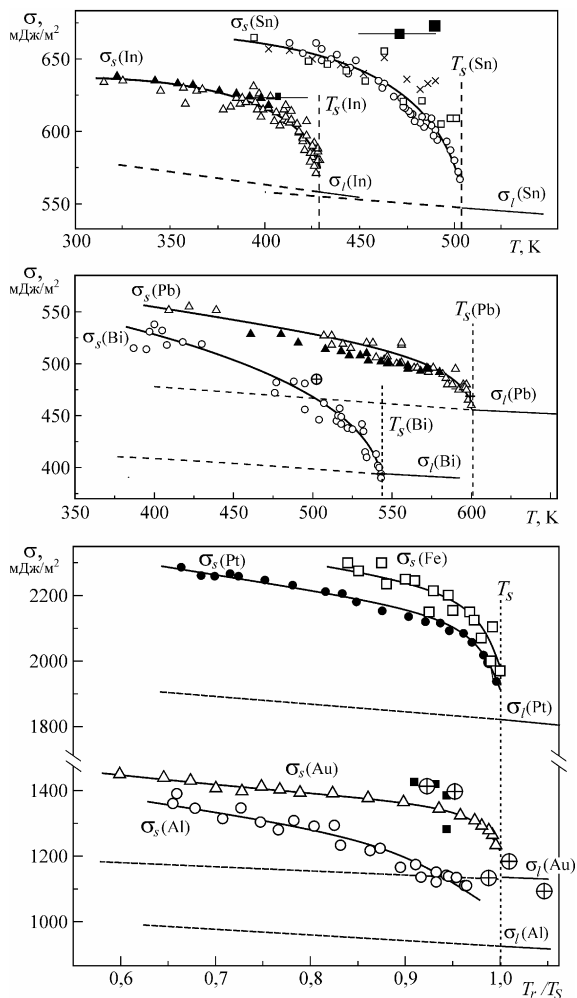 σ,
мДж/м²
σs(Sn)
650
σs(In)
Ts(Sn)
Ts(In)
600
σl(In)
σl(Sn)
550
300 350 400 450 500
T, K
σ,
мДж/м²
σs(Pb)
550
Ts(Pb)
σs(Bi)
500
σl(Pb)
450
Ts(Bi)
σl(Bi)
400
350 400 450 500 550 600
T, K
σ,
мДж/м²
σs(Pt)
σs(Fe)
2200
Ts
2000
σl(Pt)
1800
σs(Au)
1400
σs(Al)
1200
σl(Au)
1000
σl(Al)
0,6 0,7 0,8 0,9 1,0
Tr/TS